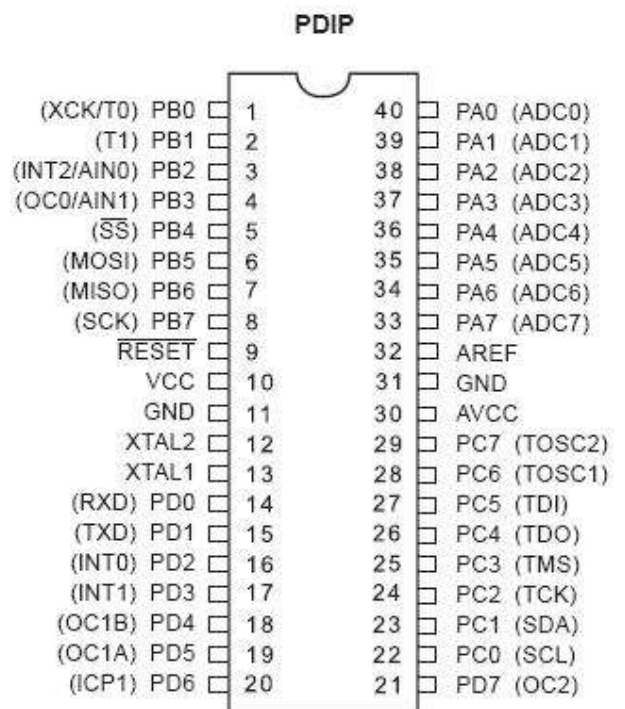 PDIP
(XCK/T0) PB0 1 40 PA0 (ADC0)
(T1) PB1 2 39 PA1 (ADC1)
(INT2/AIN0) PB2 3 38 PA2 (ADC2)
(OC0/AIN1) PB3 4 37 PA3 (ADC3)
(SS) PB4 5 36 PA4 (ADC4)
(MOSI) PB5 6 35 PA5 (ADC5)
(MISO) PB6 7 34 PA6 (ADC6)
(SCK) PB7 8 33 PA7 (ADC7)
RESET 9 32 AREF
VCC 10 31 GND
GND 11 30 AVCC
XTAL2 12 29 PC7 (TOSC2)
XTAL1 13 28 PC6 (TOSC1)
(RXD) PD0 14 27 PC5 (TDI)
(TXD) PD1 15 26 PC4 (TDO)
(INT0) PD2 16 25 PC3 (TMS)
(INT1) PD3 17 24 PC2 (TCK)
(OC1B) PD4 18 23 PC1 (SDA)
(OC1A) PD5 19 22 PC0 (SCL)
(ICP1) PD6 20 21 PD7 (OC2)